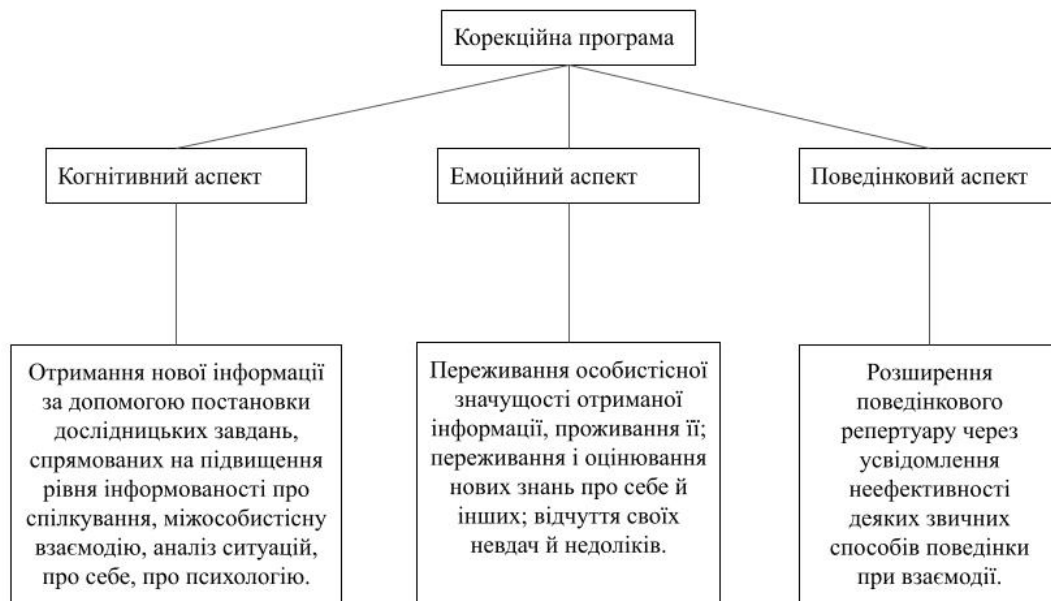 Корекційна програма
Когнітивний аспект
Емоційний аспект
Поведінковий аспект
Отримання нової інформації
за допомогою постановки
дослідницьких завдань,
спрямованих на підвищення
рівня інформованості про
спілкування, міжособистісну
взаємодію, аналіз ситуацій,
про себе, про психологію.
Переживання особистісної
значущості отриманої
інформації, проживання її;
переживання і оцінювання
нових знань про себе й
інших; відчуття своїх
невдач й недоліків.
Розширення
поведінкового
репертуару через
усвідомлення
неефективності
деяких звичних
способів поведінки
при взаємодії.